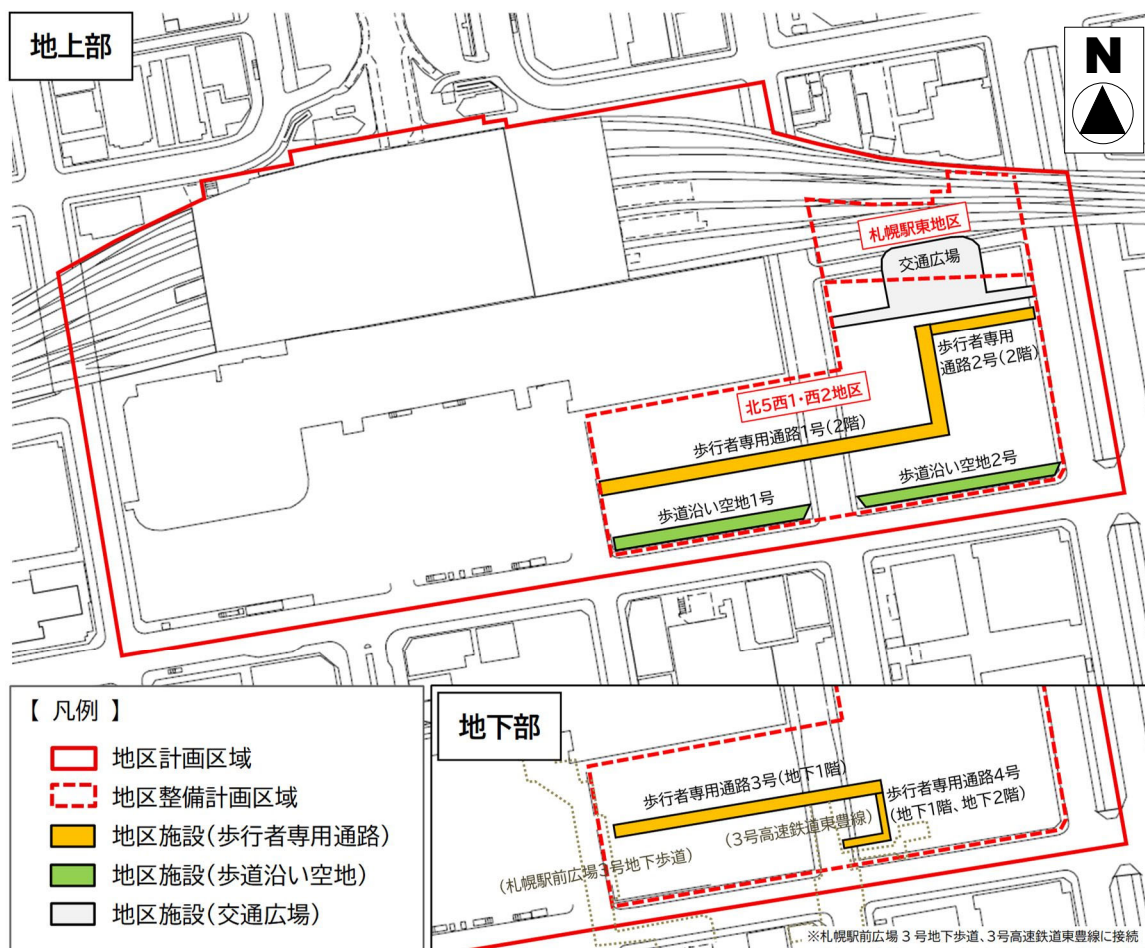 地上部
N
札幌駅東地区
交通広場
歩行者専用
通路2号(2階)
北5西1・西2地区
歩行者専用通路1号(2階)
歩道沿い空地2号
歩道沿い空地1号
【 凡例 】
地区計画区域
地区整備計画区域
地区施設(歩行者専用通路)
地区施設(歩道沿い空地)
地区施設(交通広場)
地下部
歩行者専用通路3号(地下1階)
歩行者専用通路4号
(地下1階、地下2階)
(3号高速鉄道東豊線)
(札幌駅前広場3号地下歩道)
※札幌駅前広場3号地下歩道、3号高速鉄道東豊線に接続